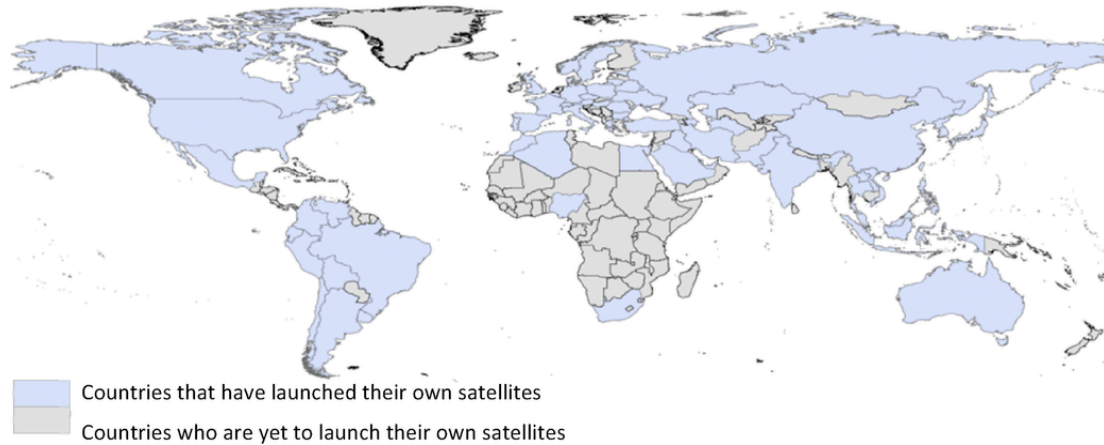 Countries that have launched their own satellites
Countries who are yet to launch their own satellites